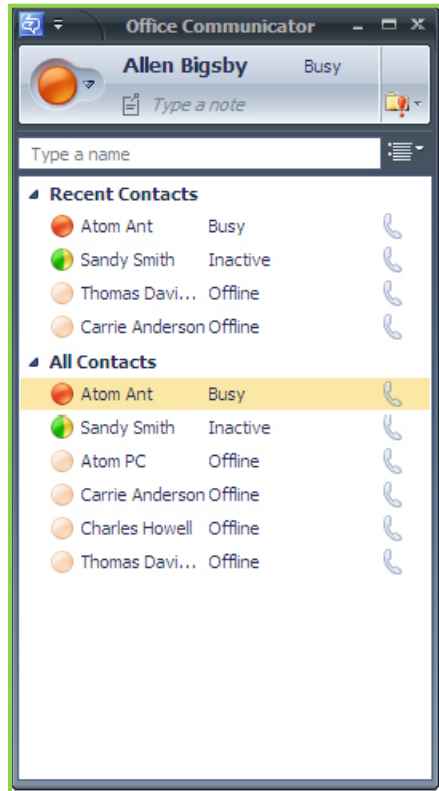 Office Communicator
Allen Bigsby Busy
Type a note
Type a name
Recent Contacts
Atom Ant Busy
Sandy Smith Inactive
Thomas Davi... Offline
Carrie Anderson Offline
All Contacts
Atom Ant Busy
Sandy Smith Inactive
Atom PC Offline
Carrie Anderson Offline
Charles Howell Offline
Thomas Davi... Offline